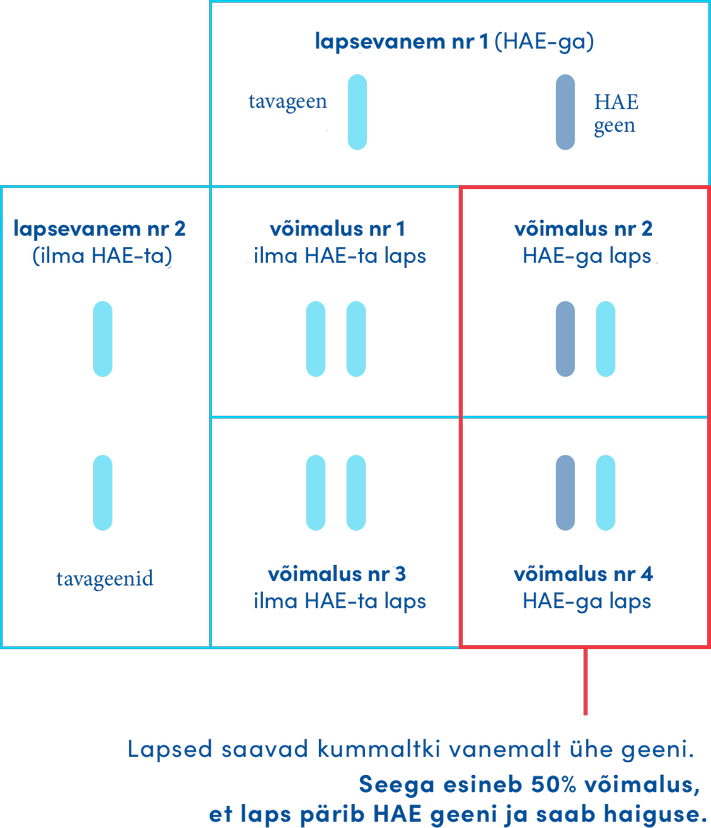 lapsevanem nr 1 (HAE-ga)
tavageen
HAE
geen
lapsevanem nr 2
(ilma HAE-ta)
võimalus nr 1
ilma HAE-ta laps
võimalus nr 2
HAE-ga laps
tavageenid
võimalus nr 3
ilma HAE-ta laps
võimalus nr 4
HAE-ga laps
Lapsed saavad kummaltki vanemalt ühe geeni.
Seega esineb 50% võimalus,
et laps pärib HAE geeni ja saab haiguse.